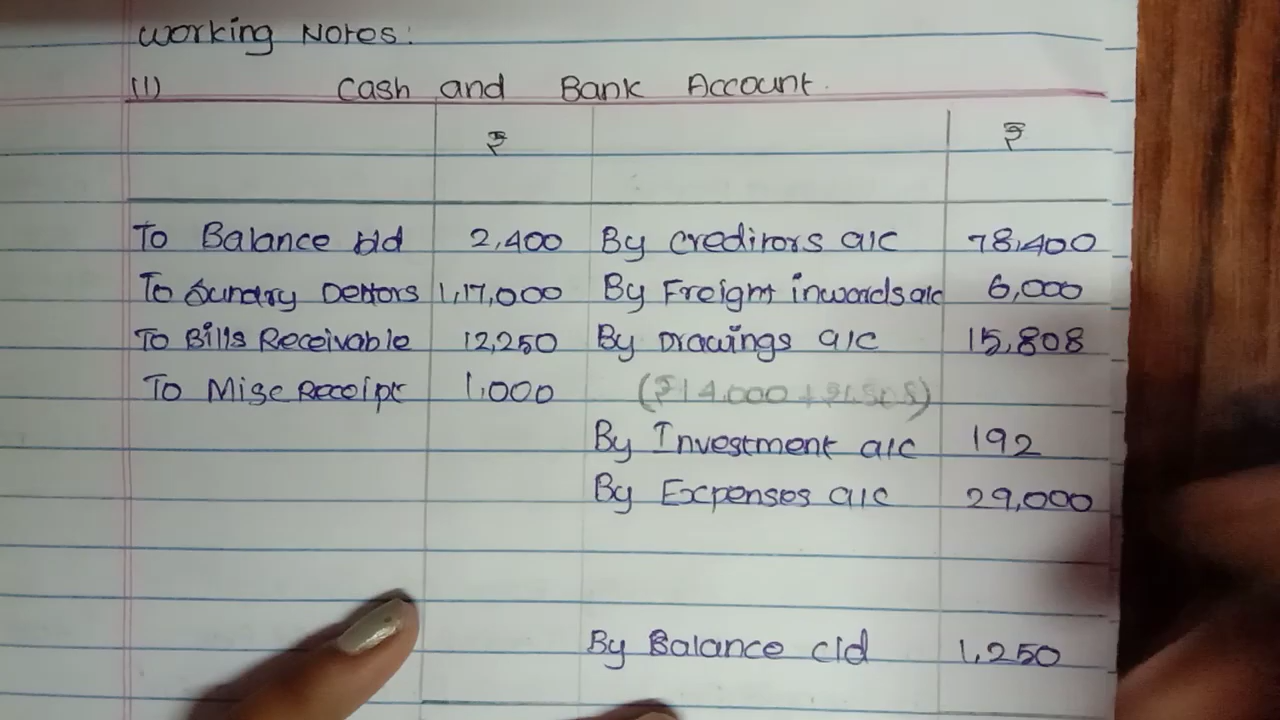 Working Notes:
(1) Cash and Bank Account.
₹ ₹
To Balance b/d 2,400 By creditors a/c 78,400
To Sundry Debtors 1,17,000 By Freight inwards a/c 6,000
To Bills Receivable 12,250 By Drawings a/c 15,808
To Misc Receipt 1,000 (₹14,000 +
By Investment a/c 192
By Expenses a/c 29,000
By Balance c/d 1,250